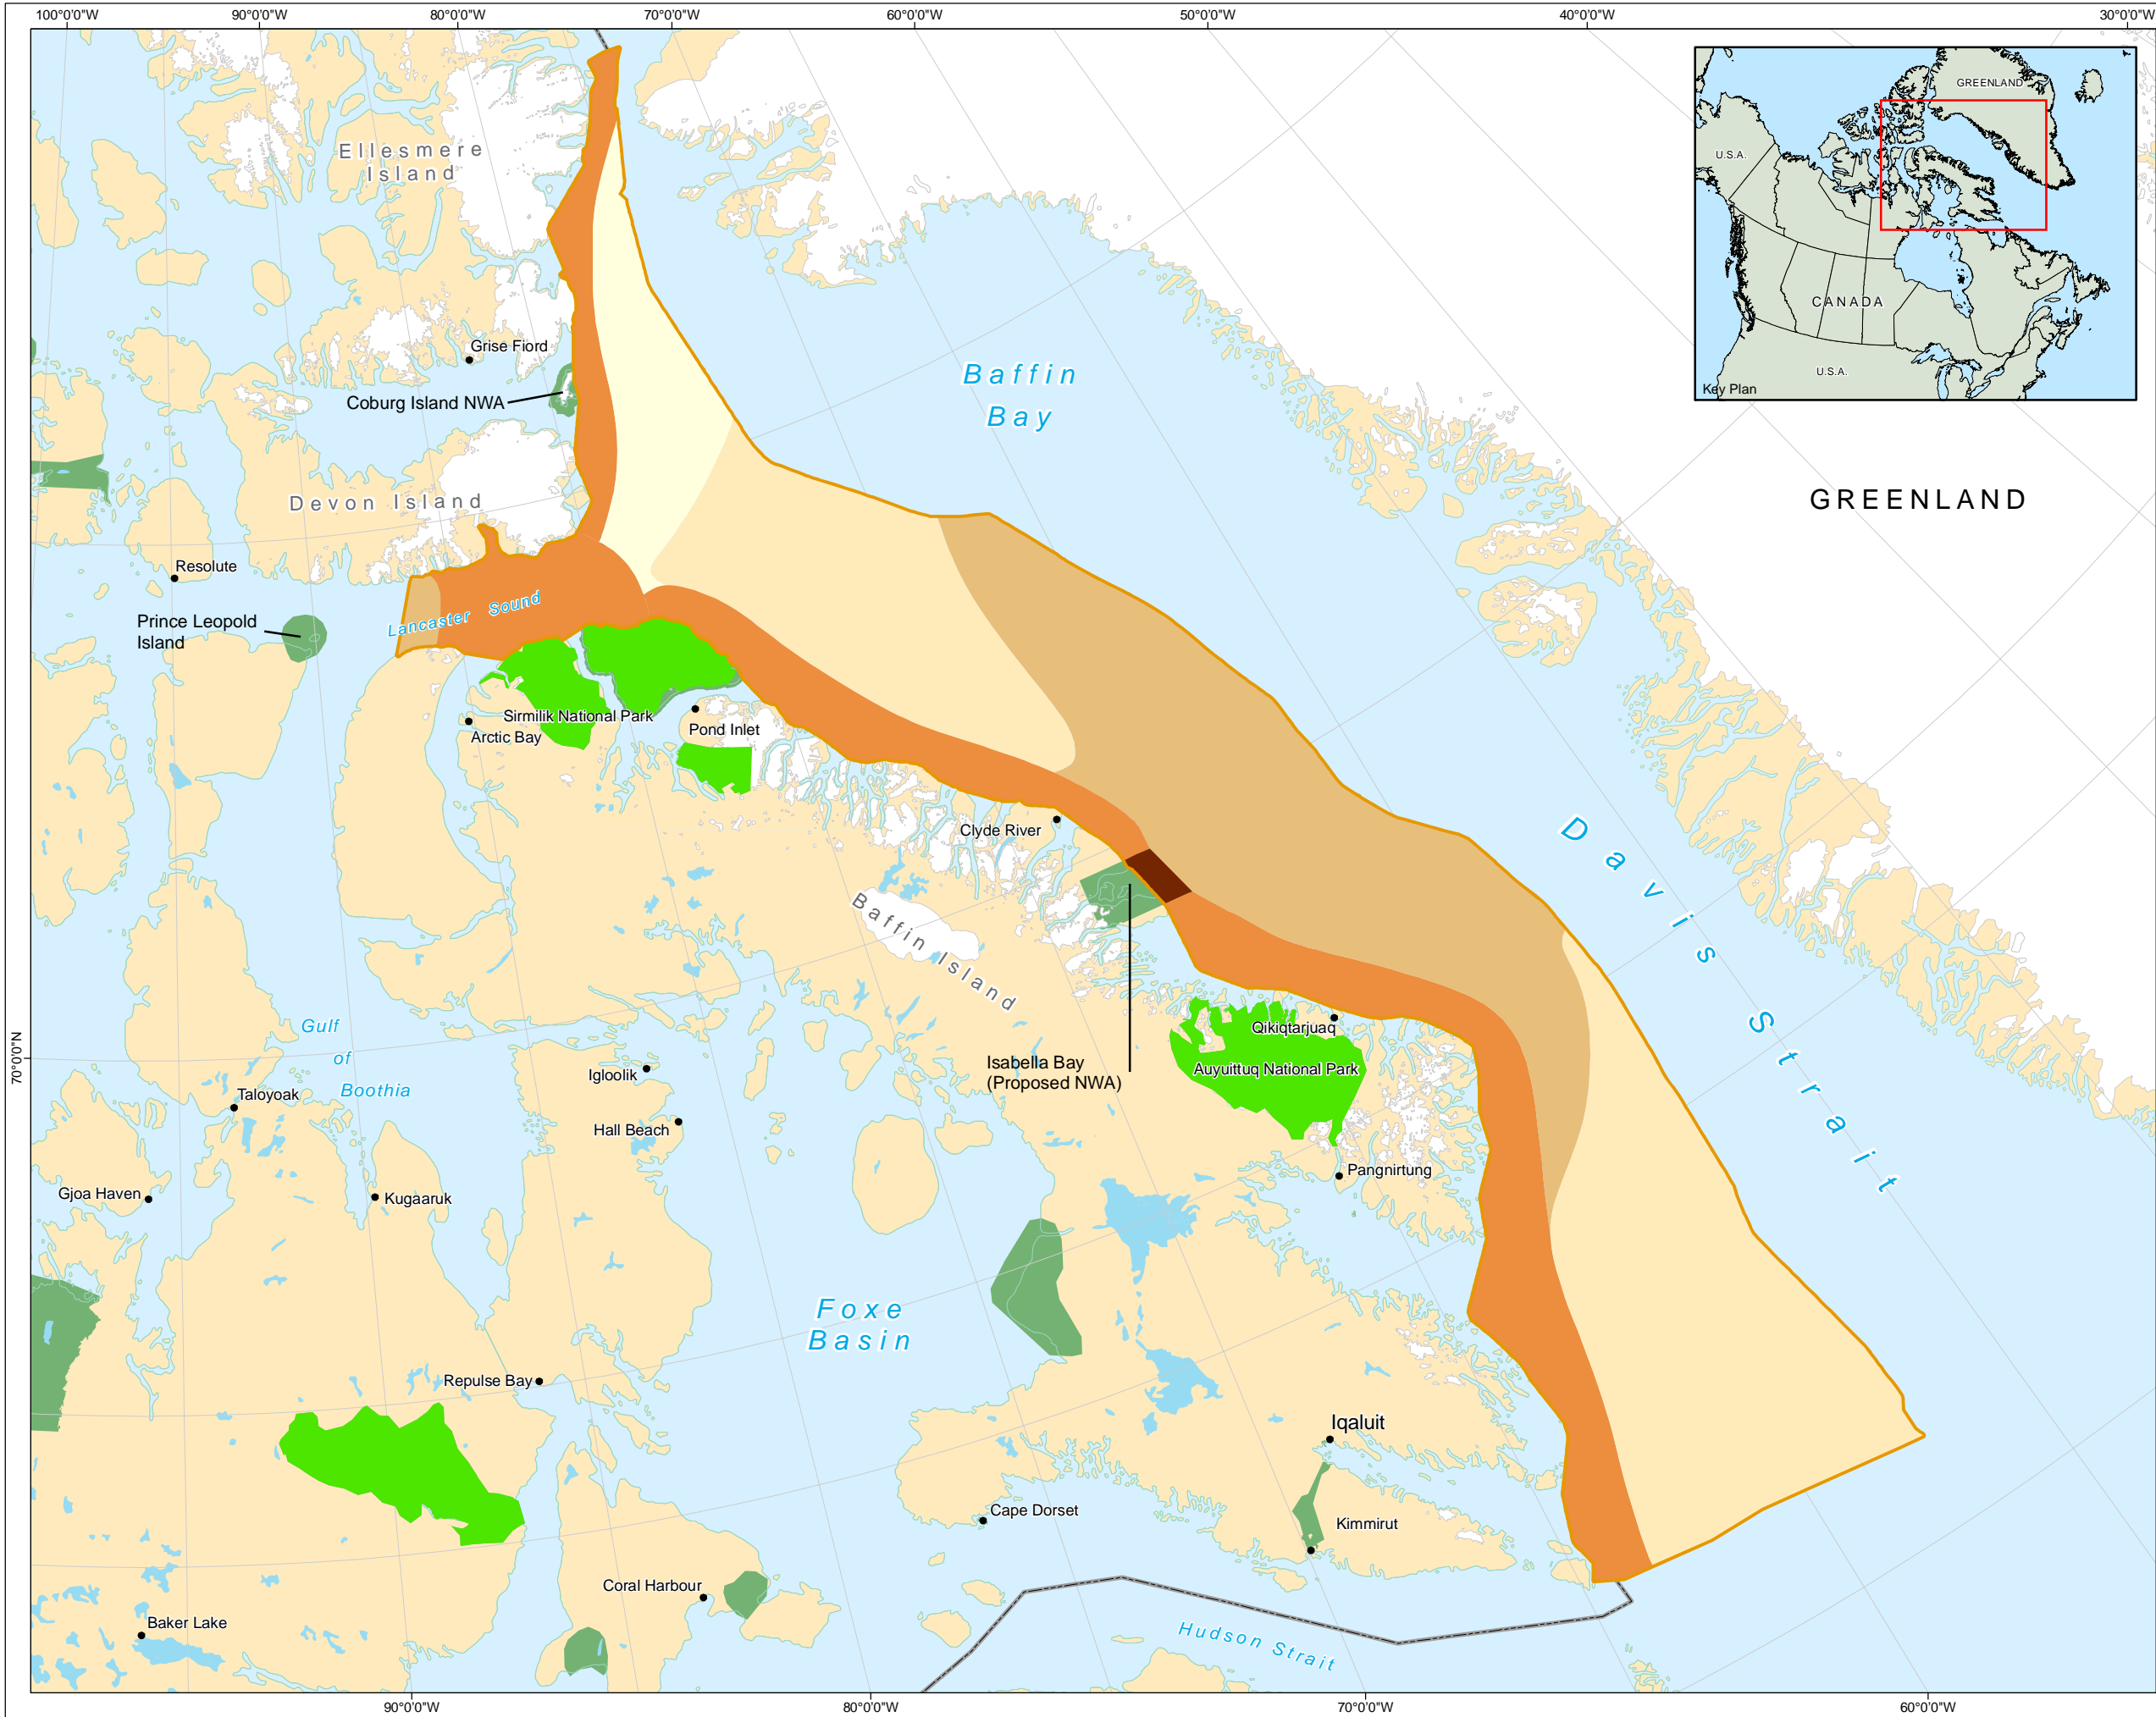 100°0'0"W
90°0'0"W
80°0'0"W
70°0'0"W
60°0'0"W
50°0'0"W
40°0'0"W
30°0'0"W
GREENLAND
U.S.A.
CANADA
U.S.A.
Key Plan
Ellesmere
Island
Grise Fiord
Coburg Island NWA
Baffin
Bay
GREENLAND
Devon Island
Resolute
Lancaster Sound
Prince Leopold
Island
Sirmilik National Park
Arctic Bay
Pond Inlet
Clyde River
Davis Strait
Baffin Island
Gulf
of
Boothia
Qikiqtarjuaq
Isabella Bay
(Proposed NWA)
Auyuittuq National Park
70°0'0"N
Igloolik
Taloyoak
Hall Beach
Pangnirtung
Gjoa Haven
Kugaaruk
Foxe
Basin
Repulse Bay
Iqaluit
Cape Dorset
Kimmirut
Coral Harbour
Baker Lake
Hudson Strait
90°0'0"W
80°0'0"W
70°0'0"W
60°0'0"W